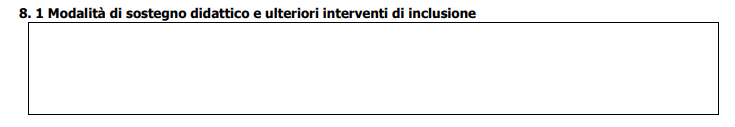 8. 1 Modalità di sostegno didattico e ulteriori interventi di inclusione